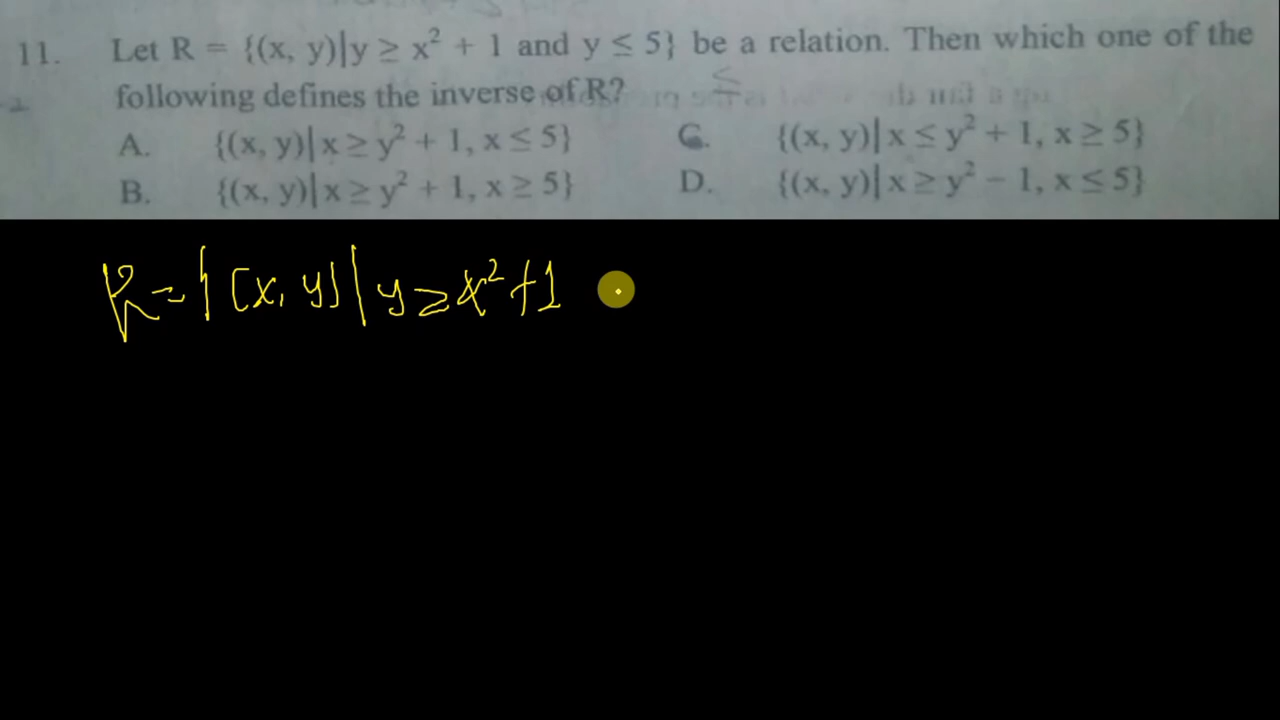 11. Let R = {(x, y)|y ≥ x² + 1 and y ≤ 5} be a relation. Then which one of the
following defines the inverse of R?
A. {(x, y)|x ≥ y² + 1, x ≤ 5} C. {(x, y)|x ≤ y² + 1, x ≥ 5}
B. {(x, y)|x ≥ y² + 1, x ≥ 5} D. {(x, y)|x ≥ y² − 1, x ≤ 5}
R = {(x, y)|y ≥ x² + 1